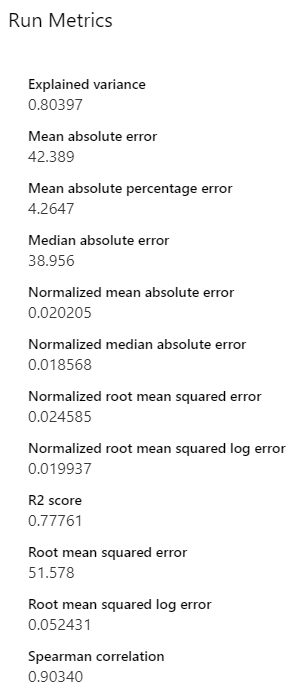 Run Metrics
Explained variance
0.80397
Mean absolute error
42.389
Mean absolute percentage error
4.2647
Median absolute error
38.956
Normalized mean absolute error
0.020205
Normalized median absolute error
0.018568
Normalized root mean squared error
0.024585
Normalized root mean squared log error
0.019937
R2 score
0.77761
Root mean squared error
51.578
Root mean squared log error
0.052431
Spearman correlation
0.90340